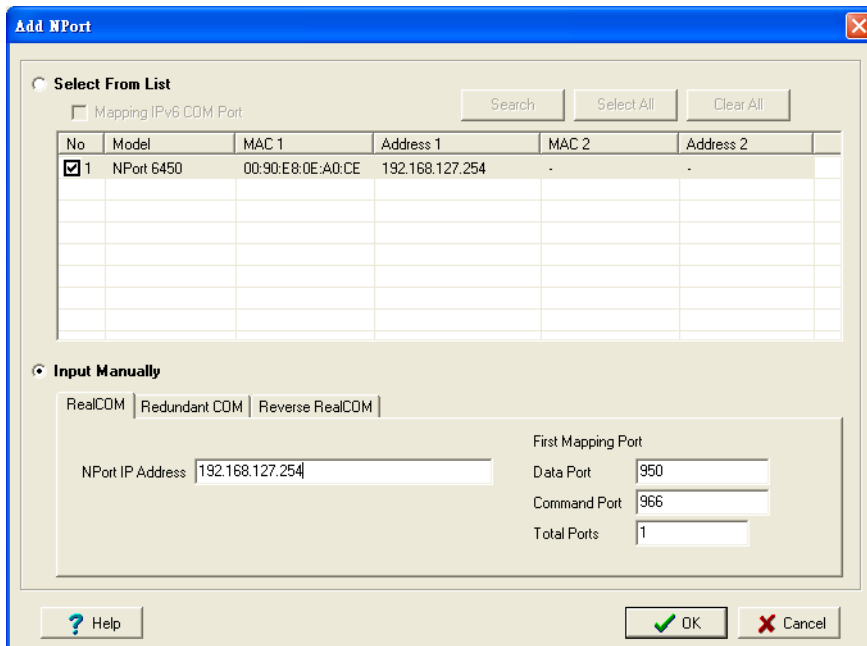 Add NPort
Select From List
Mapping IPv6 COM Port
Search
Select All
Clear All
No Model MAC 1 Address 1 MAC 2 Address 2
1 NPort 6450 00:90:E8:0E:A0:CE 192.168.127.254 - -
Input Manually
RealCOM Redundant COM Reverse RealCOM
First Mapping Port
NPort IP Address 192.168.127.254
Data Port 950
Command Port 966
Total Ports 1
? Help
OK
Cancel